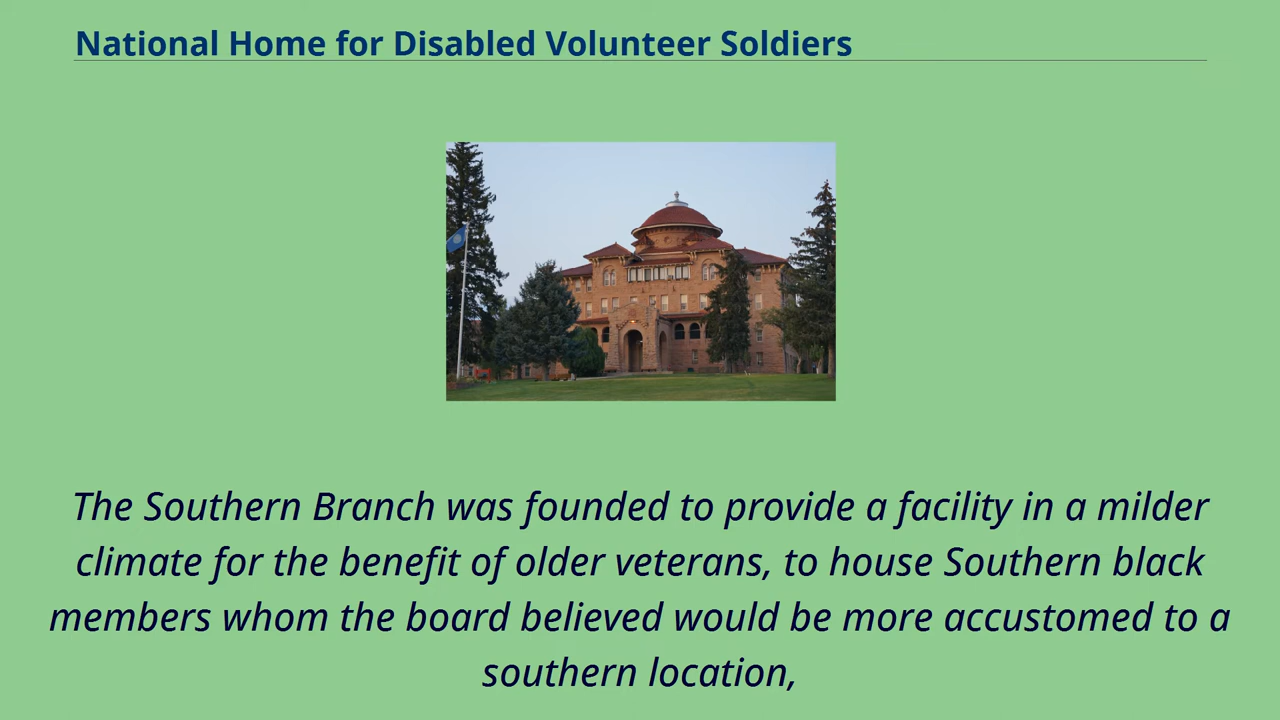 National Home for Disabled Volunteer Soldiers
The Southern Branch was founded to provide a facility in a milder
climate for the benefit of older veterans, to house Southern black
members whom the board believed would be more accustomed to a
southern location,